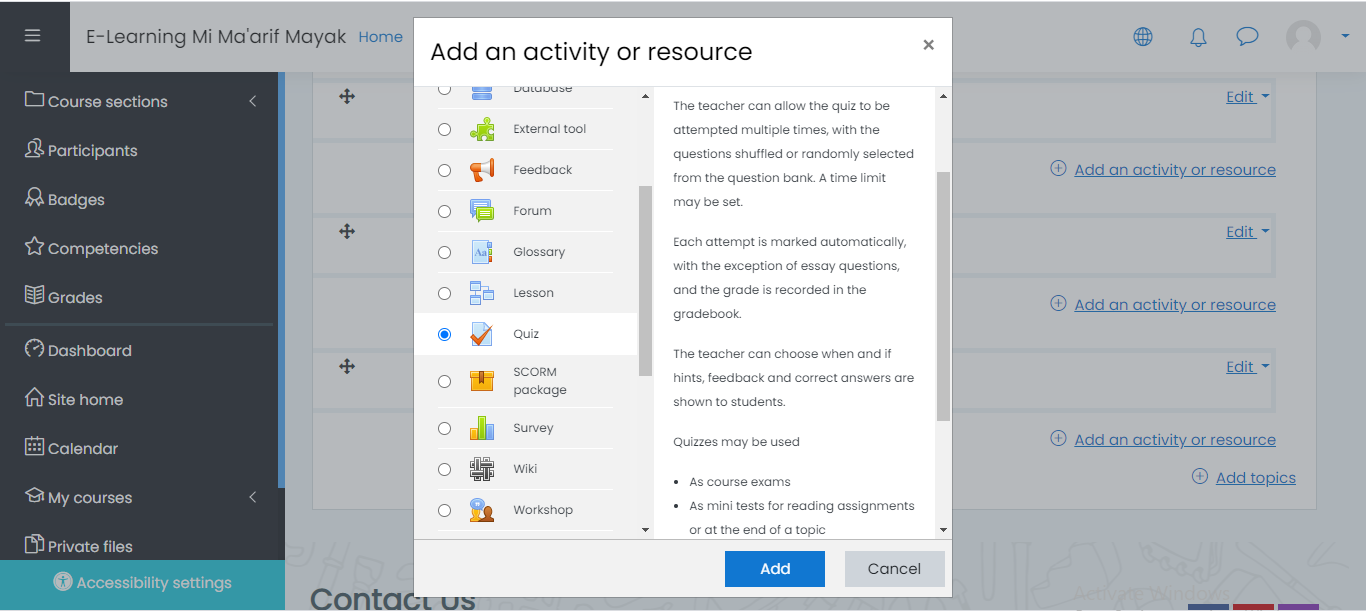 E-Learning Mi Ma'arif Mayak
Home
Course sections
Participants
Badges
Competencies
Grades
Dashboard
Site home
Calendar
My courses
Private files
Accessibility settings
Add an activity or resource
×
Database
External tool
Feedback
Forum
Aa
Glossary
Lesson
Quiz
SCORM
package
Survey
Wiki
Workshop
The teacher can allow the quiz to be
attempted multiple times, with the
questions shuffled or randomly selected
from the question bank. A time limit
may be set.
Each attempt is marked automatically,
with the exception of essay questions,
and the grade is recorded in the
gradebook.
The teacher can choose when and if
hints, feedback and correct answers are
shown to students.
Quizzes may be used
• As course exams
• As mini tests for reading assignments
or at the end of a topic
Add
Cancel
Edit
Add an activity or resource
Edit
Add an activity or resource
Edit
Add an activity or resource
Add topics
Contact Us
Activate Windows